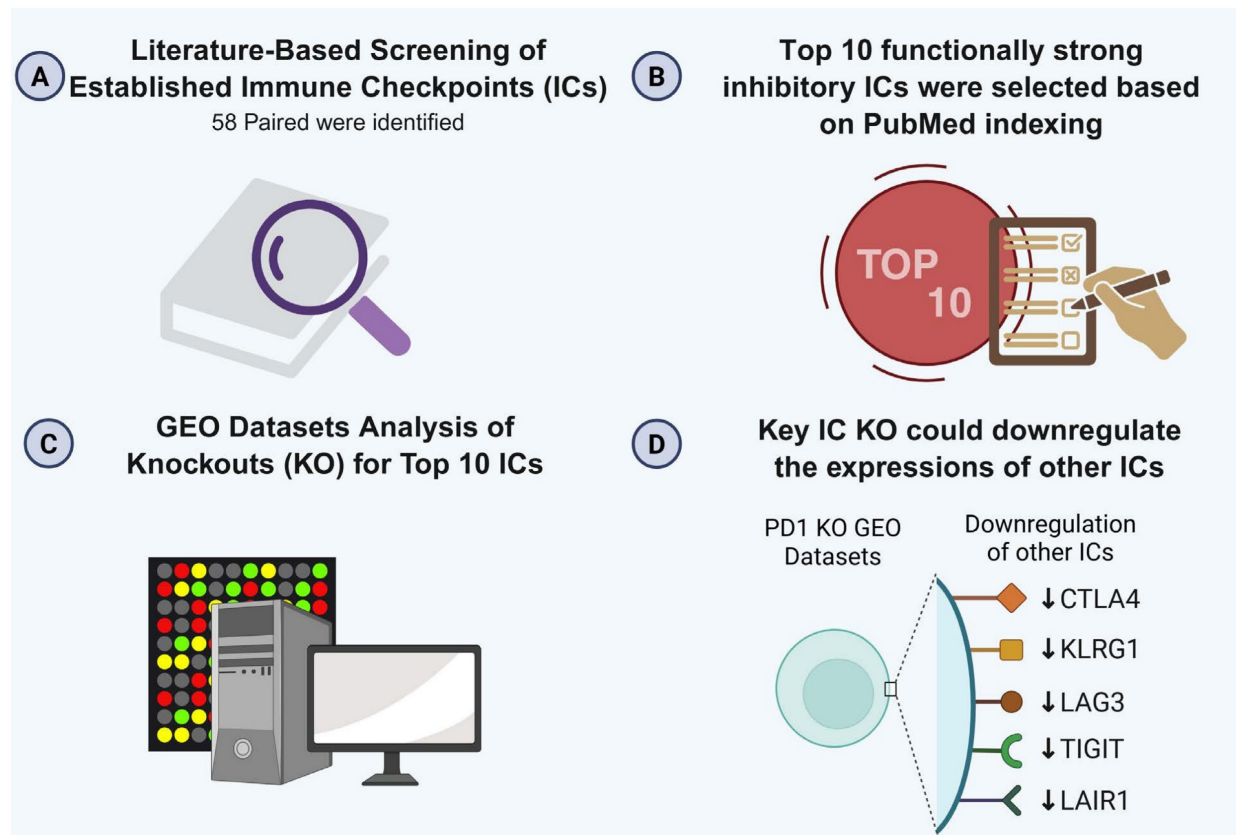 A
Literature-Based Screening of
Established Immune Checkpoints (ICs)
58 Paired were identified
B
Top 10 functionally strong
inhibitory ICs were selected based
on PubMed indexing
TOP
10
C
GEO Datasets Analysis of
Knockouts (KO) for Top 10 ICs
D
Key IC KO could downregulate
the expressions of other ICs
PD1 KO GEO
Datasets
Downregulation
of other ICs
↓CTLA4
↓KLRG1
↓LAG3
↓TIGIT
↓LAIR1